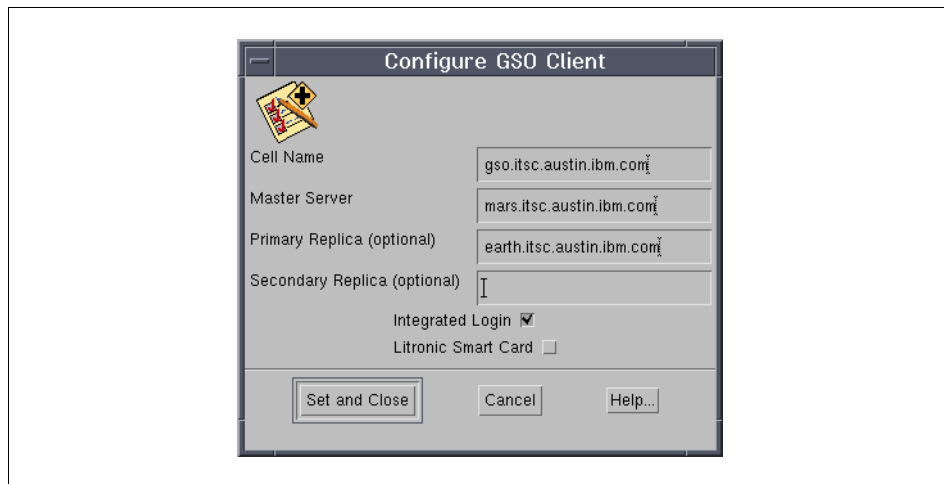 Configure GSO Client
Cell Name gso.itsc.austin.ibm.com
Master Server mars.itsc.austin.ibm.com
Primary Replica (optional) earth.itsc.austin.ibm.com
Secondary Replica (optional)
Integrated Login
Litronic Smart Card
Set and Close Cancel Help...